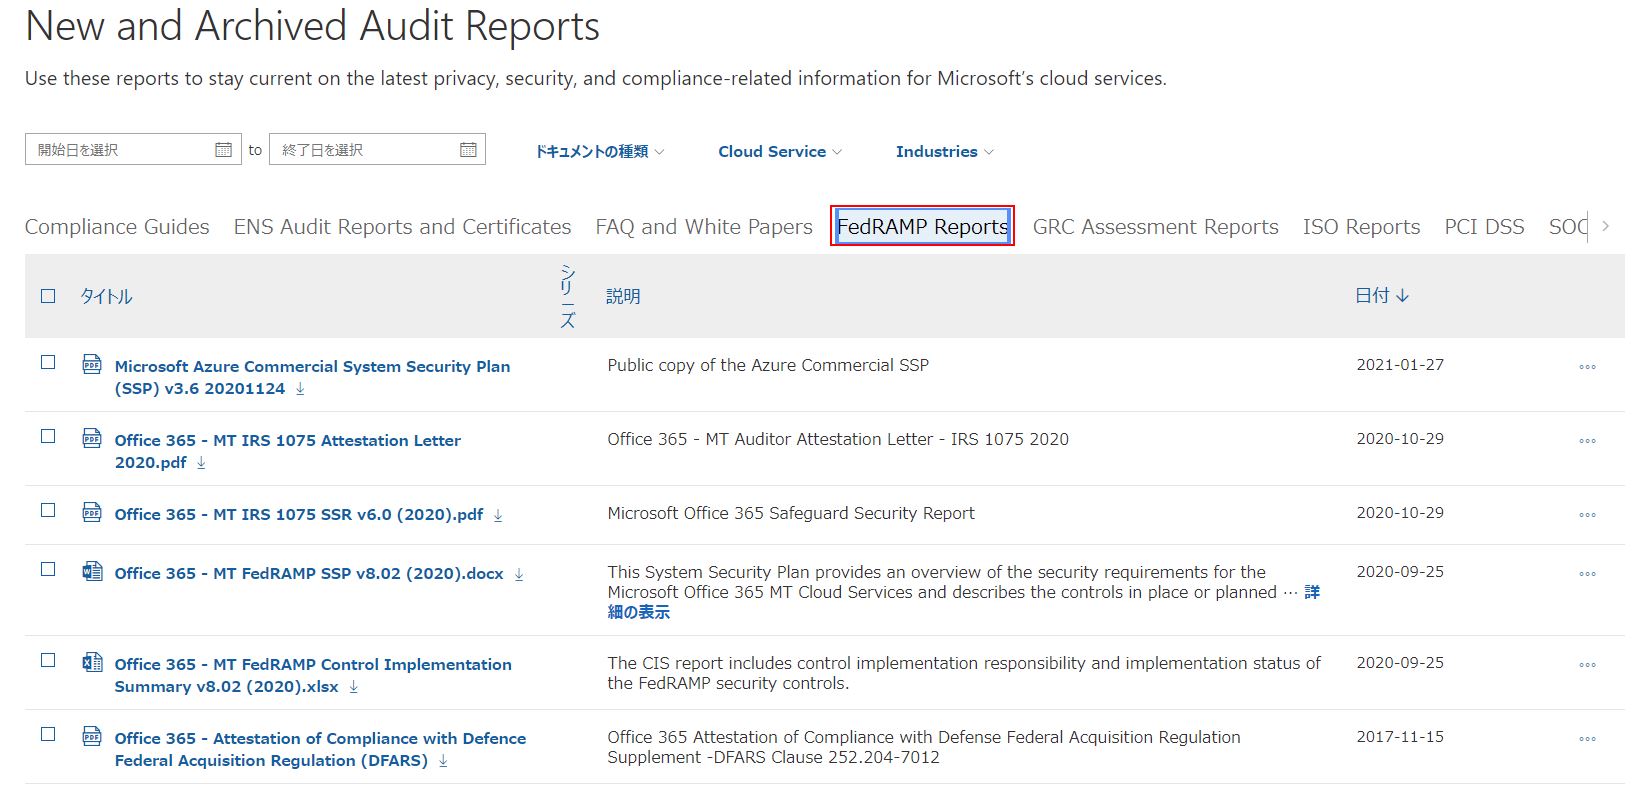 New and Archived Audit Reports
Use these reports to stay current on the latest privacy, security, and compliance-related information for Microsoft's cloud services.
開始日を選択 to 終了日を選択 ドキュメントの種類 Cloud Service Industries
Compliance Guides ENS Audit Reports and Certificates FAQ and White Papers FedRAMP Reports GRC Assessment Reports ISO Reports PCI DSS SOC
タイトル シリーズ 説明 日付
Microsoft Azure Commercial System Security Plan Public copy of the Azure Commercial SSP 2021-01-27
(SSP) v3.6 20201124
Office 365 - MT IRS 1075 Attestation Letter Office 365 - MT Auditor Attestation Letter - IRS 1075 2020 2020-10-29
2020.pdf
Office 365 - MT IRS 1075 SSR v6.0 (2020).pdf Microsoft Office 365 Safeguard Security Report 2020-10-29
Office 365 - MT FedRAMP SSP v8.02 (2020).docx This System Security Plan provides an overview of the security requirements for the 2020-09-25
Microsoft Office 365 MT Cloud Services and describes the controls in place or planned ⋯ 詳
細の表示
Office 365 - MT FedRAMP Control Implementation The CIS report includes control implementation responsibility and implementation status of 2020-09-25
Summary v8.02 (2020).xlsx the FedRAMP security controls.
Office 365 - Attestation of Compliance with Defence Office 365 Attestation of Compliance with Defense Federal Acquisition Regulation 2017-11-15
Federal Acquisition Regulation (DFARS) Supplement -DFARS Clause 252.204-7012